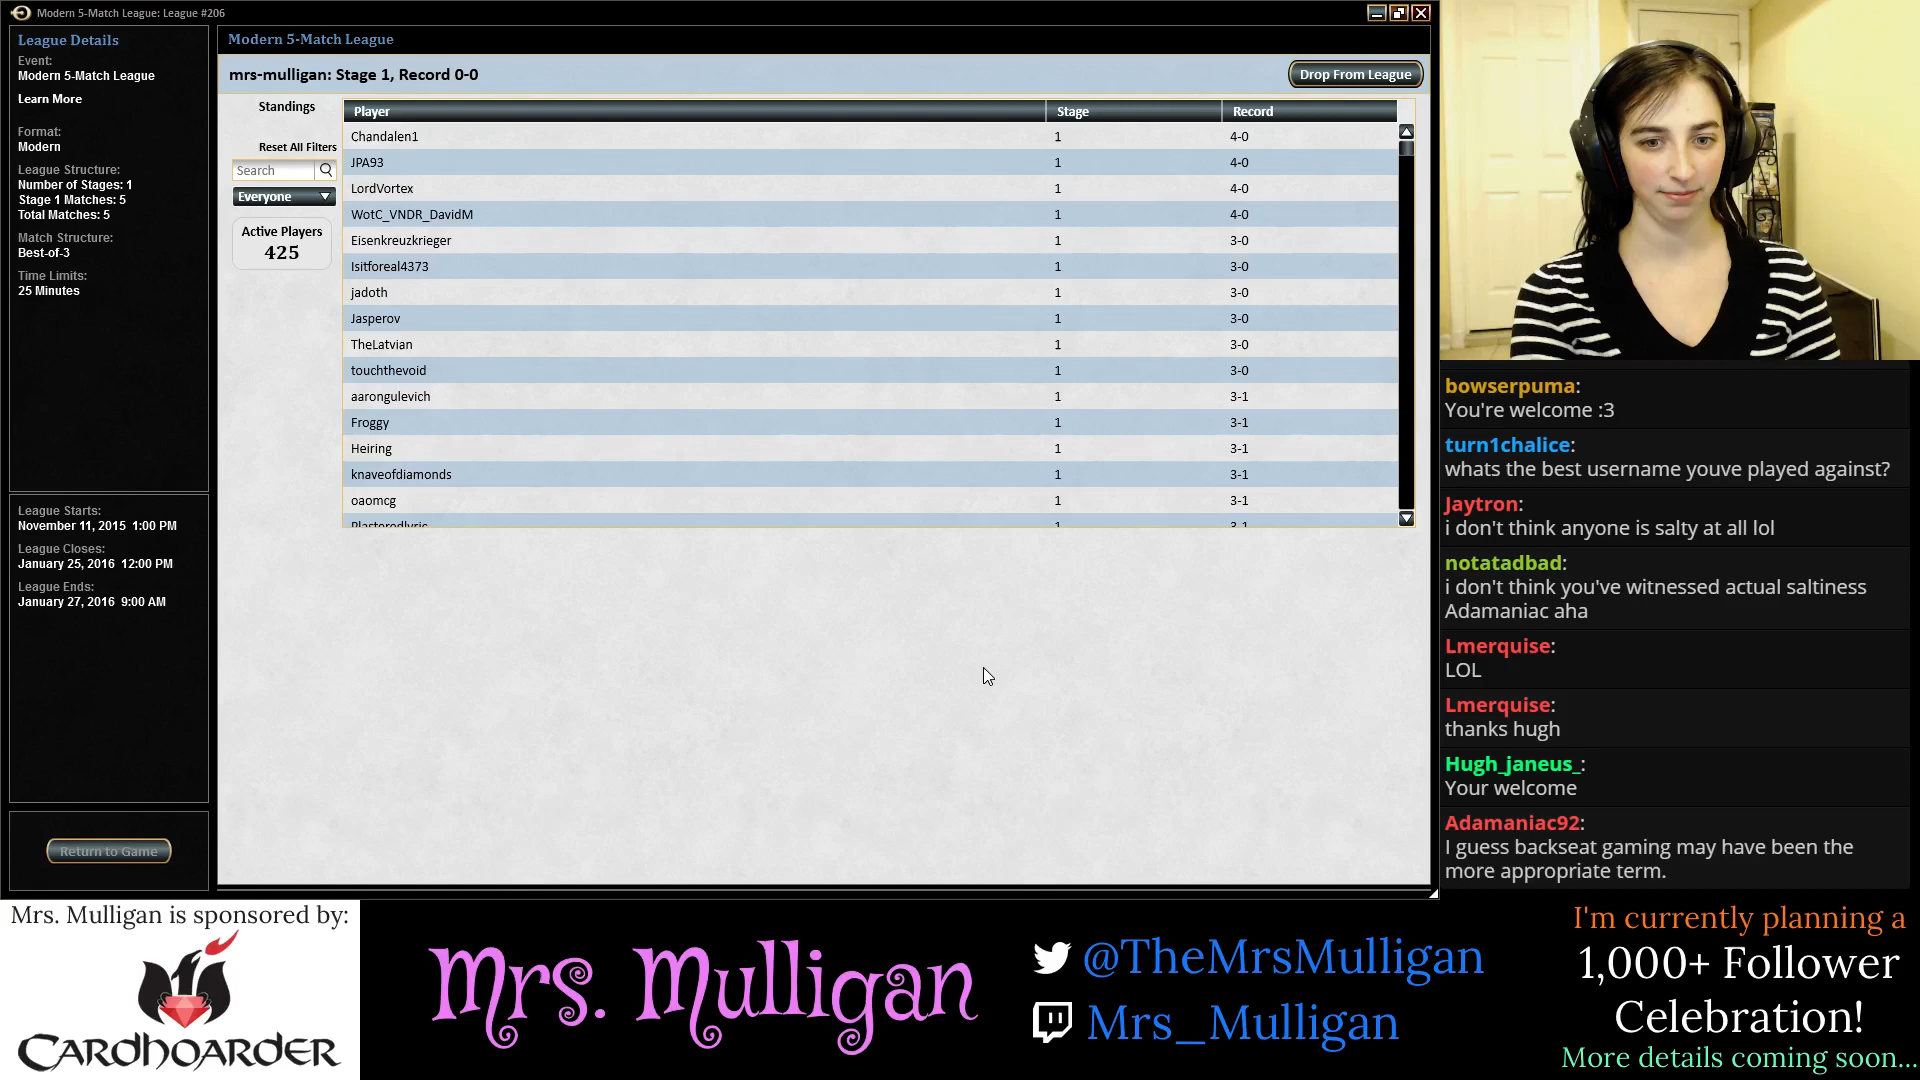 Modern 5-Match League: League #206
League Details
Event:
Modern 5-Match League
Learn More
Format:
Modern
League Structure:
Number of Stages: 1
Stage 1 Matches: 5
Total Matches: 5
Match Structure:
Best-of-3
Time Limits:
25 Minutes
League Starts:
November 11, 2015 1:00 PM
League Closes:
January 25, 2016 12:00 PM
League Ends:
January 27, 2016 9:00 AM
Return to Game
Modern 5-Match League
mrs-mulligan: Stage 1, Record 0-0
Drop From League
Standings
Reset All Filters
Search
Everyone
Active Players
425
Player Stage Record
Chandalen1 1 4-0
JPA93 1 4-0
LordVortex 1 4-0
WotC_VNDR_DavidM 1 4-0
Eisenkreuzkrieger 1 3-0
Isitforeal4373 1 3-0
jadoth 1 3-0
Jasperov 1 3-0
TheLatvian 1 3-0
touchthevoid 1 3-0
aarongulevich 1 3-1
Froggy 1 3-1
Heiring 1 3-1
knaveofdiamonds 1 3-1
oaomcg 1 3-1
Plasteredlyric 1 3-1
bowserpuma:
You're welcome :3
turn1chalice:
whats the best username youve played against?
Jaytron:
i don't think anyone is salty at all lol
notatadbad:
i don't think you've witnessed actual saltiness
Adamaniac aha
Lmerquise:
LOL
Lmerquise:
thanks hugh
Hugh_janeus_:
Your welcome
Adamaniac92:
I guess backseat gaming may have been the
more appropriate term.
Mrs. Mulligan is sponsored by:
CARDHOARDER
Mrs. Mulligan
@TheMrsMulligan
Mrs_Mulligan
I'm currently planning a
1,000+ Follower
Celebration!
More details coming soon...